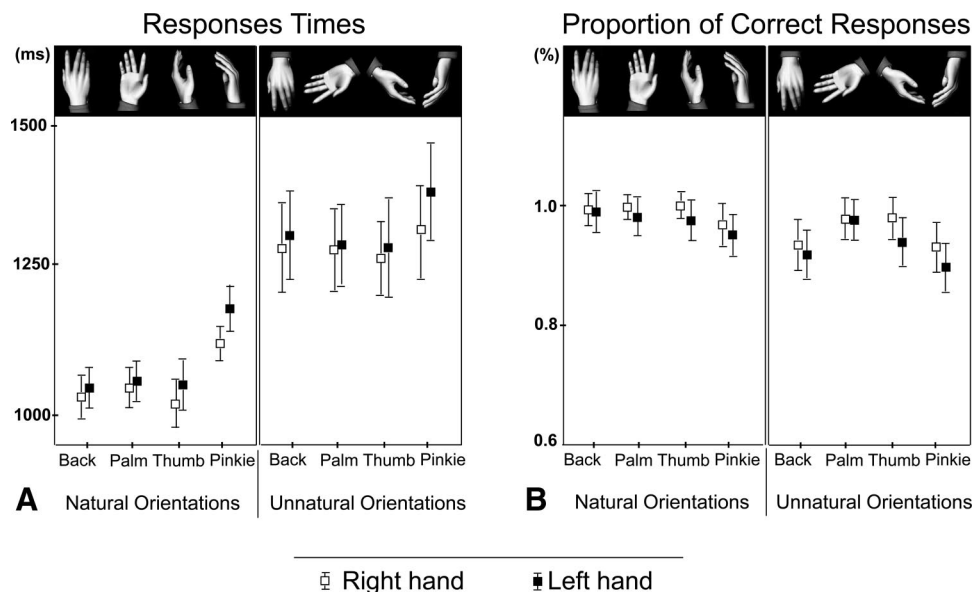 Responses Times
(ms)
1500
1250
1000
Back Palm Thumb Pinkie
Back Palm Thumb Pinkie
A Natural Orientations Unnatural Orientations
Proportion of Correct Responses
(%)
1.0
0.8
0.6
Back Palm Thumb Pinkie
Back Palm Thumb Pinkie
B Natural Orientations Unnatural Orientations
Right hand Left hand